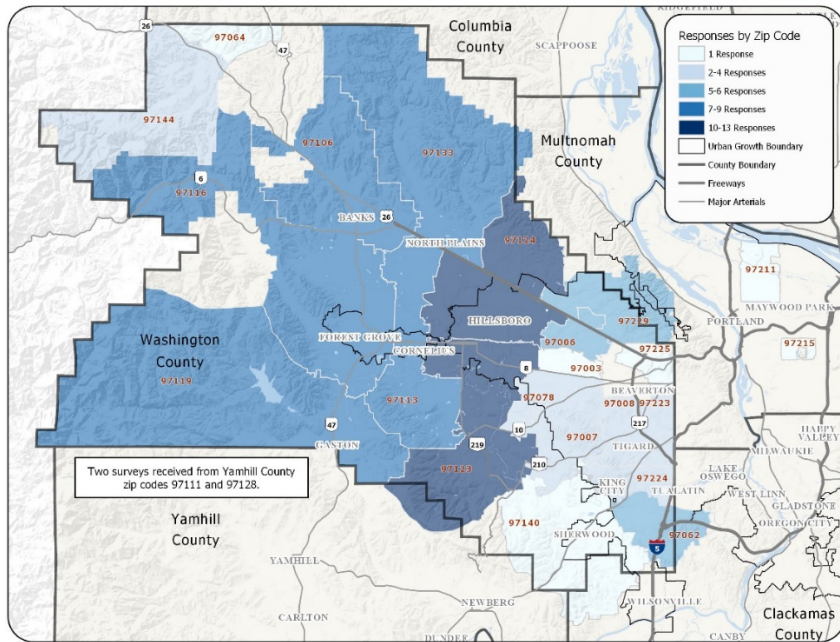 Responses by Zip Code
1 Response
2-4 Responses
5-6 Responses
7-9 Responses
10-13 Responses
Urban Growth Boundary
County Boundary
Freeways
Major Arterials
RIDGEFIELD
Columbia
County
SCAPPOOSE
26
97064
47
97144
97106
97133
Multnomah
County
6
97116
BANKS
26
NORTH PLAINS
97124
97211
MAYWOOD PARK
97229
PORTLAND
HILLSBORO
97215
Washington
County
FOREST GROVE
CORNELIUS
97006
97225
97119
8
97003
BEAVERTON
97113
97078
97008
97223
47
10
217
HAPPY
VALLEY
GASTON
219
97007
TIGARD
MILWAUKIE
Two surveys received from Yamhill County
zip codes 97111 and 97128.
97123
210
KING
CITY
97224
LAKE
OSWEGO
TUALATIN
WEST LINN
GLADSTONE
OREGON CITY
Yamhill
County
97140
SHERWOOD
5
97062
YAMHILL
NEWBERG
WILSONVILLE
Clackamas
County
CARLTON
DUNDEE
CANBY